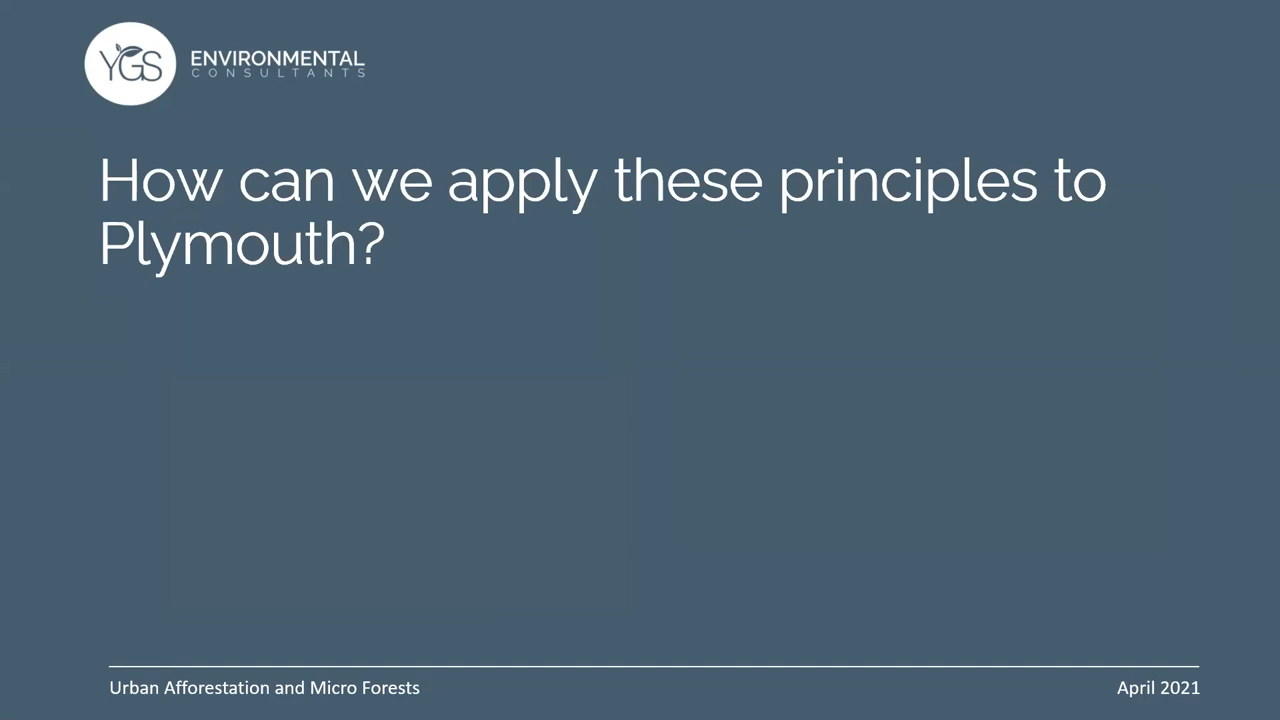 YGS
ENVIRONMENTAL
CONSULTANTS
How can we apply these principles to
Plymouth?
Urban Afforestation and Micro Forests
April 2021